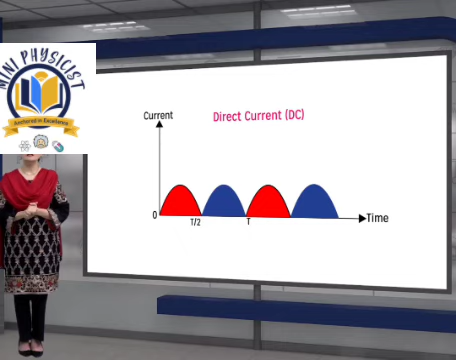 MINI PHYSICIST
Anchored in Excellence
Current
Direct Current (DC)
0
T/2
T
Time